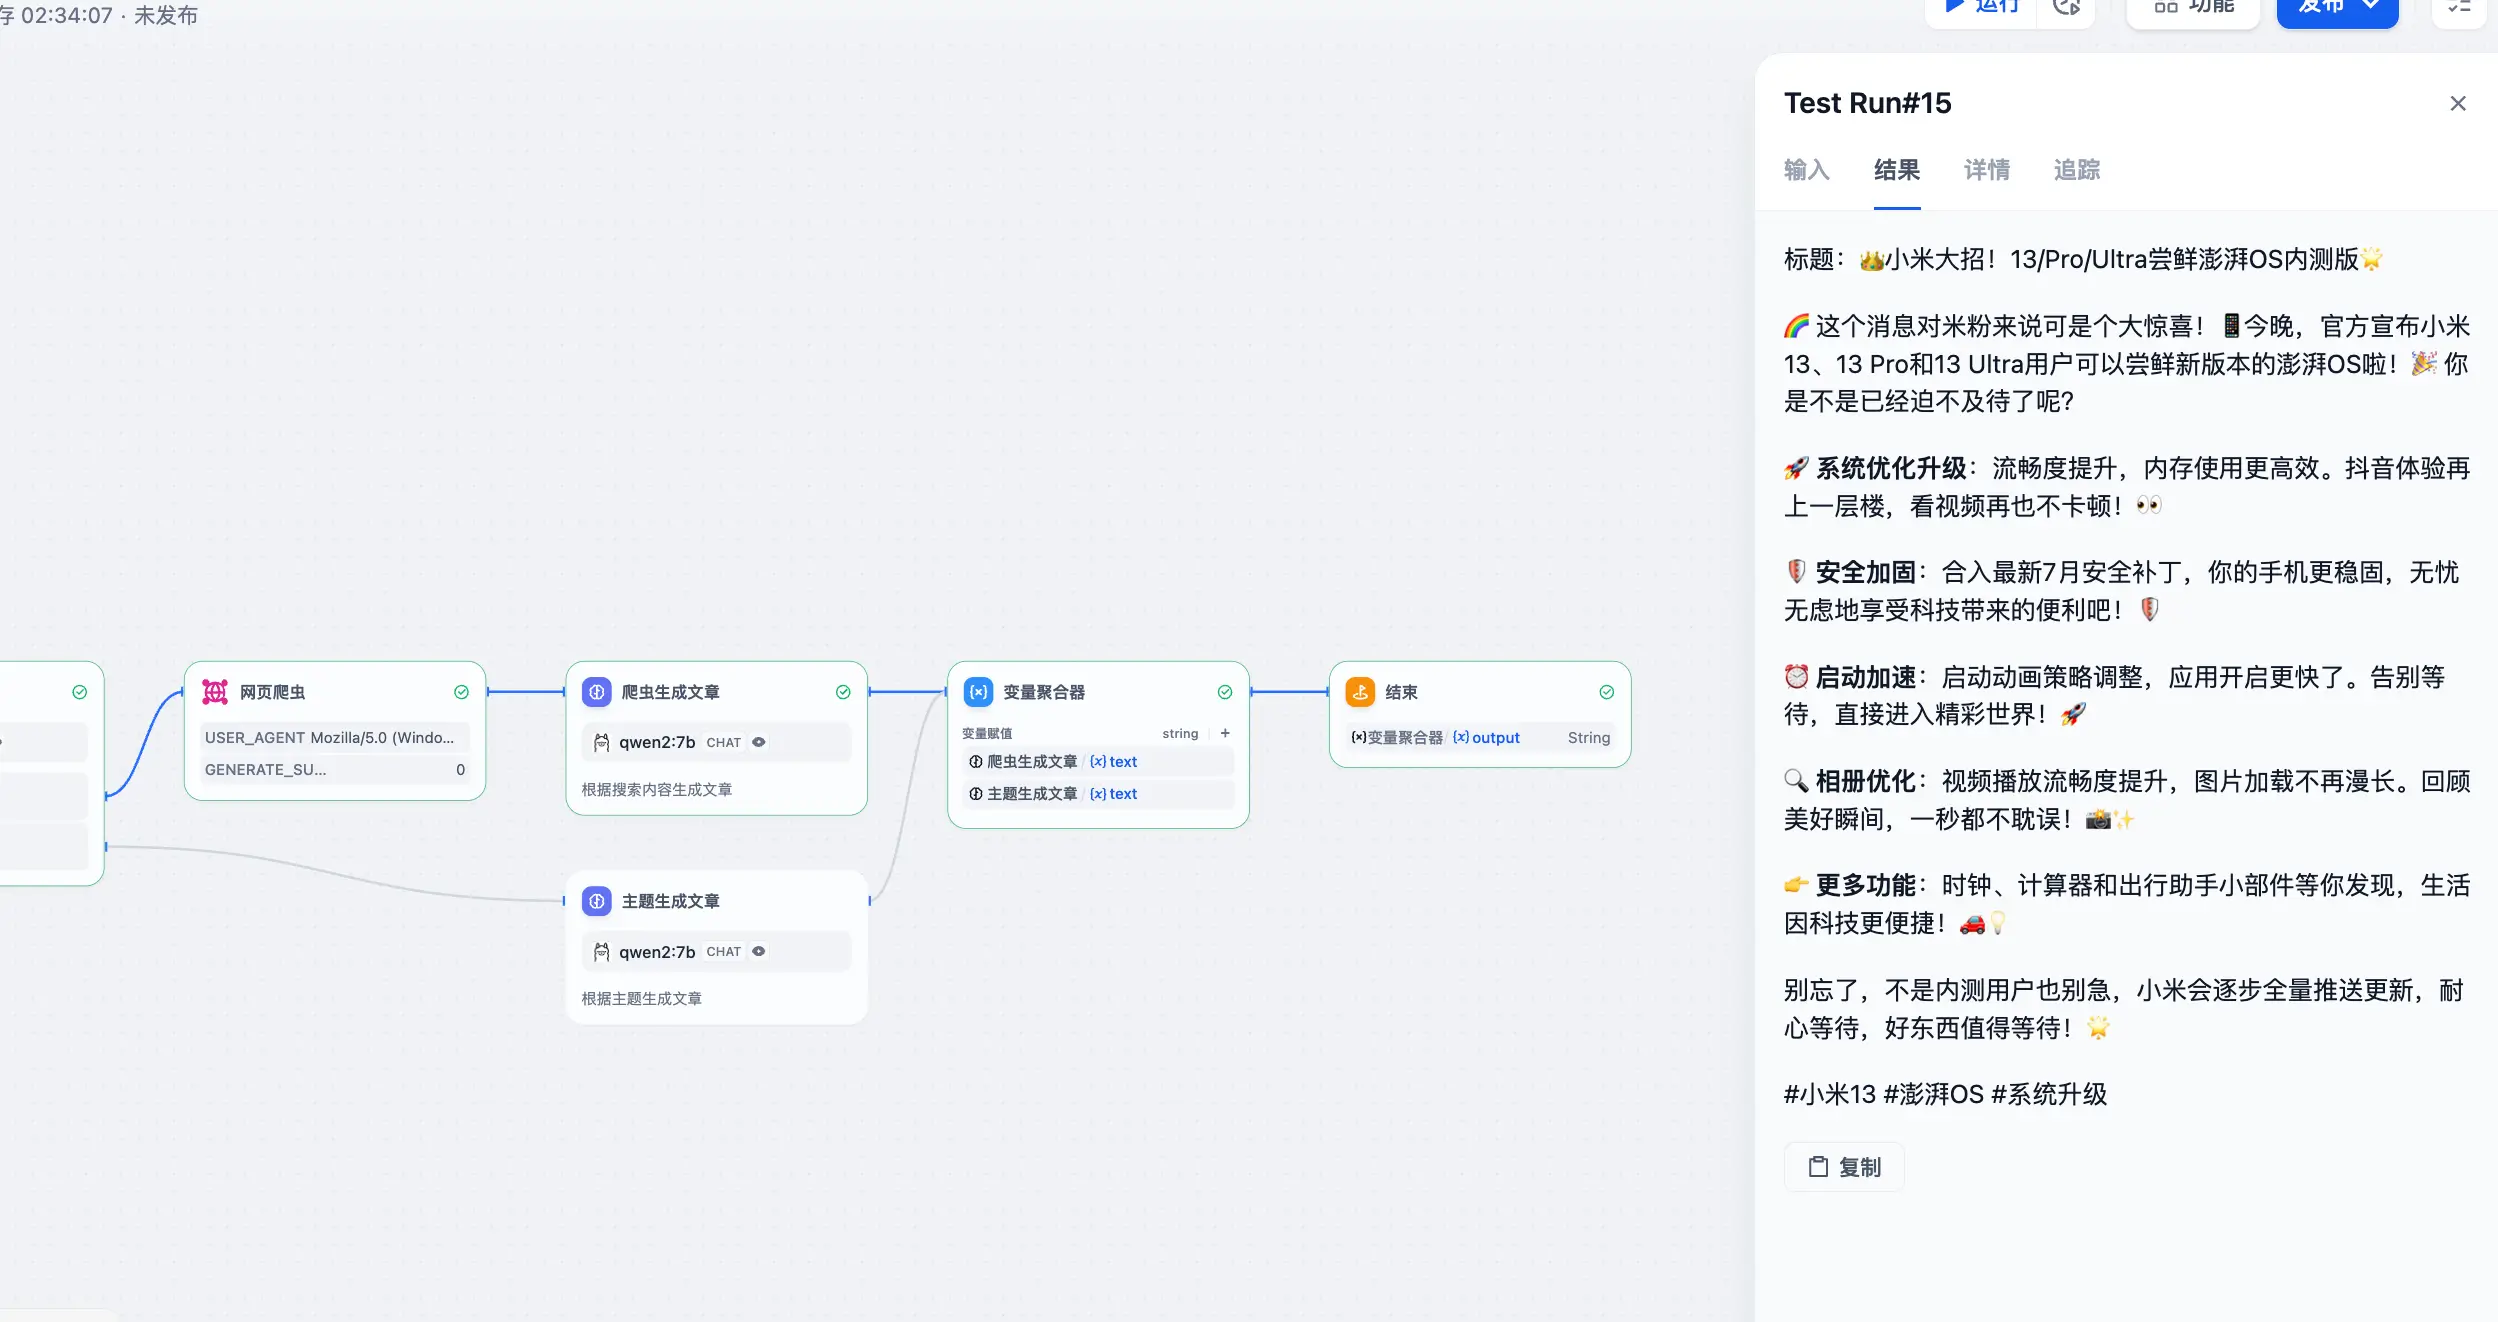 存 02:34:07 · 未发布
运行
功能
发布
Test Run#15
输入 结果 详情 追踪
标题：👑小米大招！13/Pro/Ultra尝鲜澎湃OS内测版🌟
🌈 这个消息对米粉来说可是个大惊喜！📱今晚，官方宣布小米
13、13 Pro和13 Ultra用户可以尝鲜新版本的澎湃OS啦！🎉 你
是不是已经迫不及待了呢？
🚀 系统优化升级：流畅度提升，内存使用更高效。抖音体验再
上一层楼，看视频再也不卡顿！👀
🛡️ 安全加固：合入最新7月安全补丁，你的手机更稳固，无忧
无虑地享受科技带来的便利吧！🛡️
⏰ 启动加速：启动动画策略调整，应用开启更快了。告别等
待，直接进入精彩世界！🚀
🔍 相册优化：视频播放流畅度提升，图片加载不再漫长。回顾
美好瞬间，一秒都不耽误！📸✨
👉 更多功能：时钟、计算器和出行助手小部件等你发现，生活
因科技更便捷！🚗💡
别忘了，不是内测用户也别急，小米会逐步全量推送更新，耐
心等待，好东西值得等待！🌟
#小米13 #澎湃OS #系统升级
复制
网页爬虫
USER_AGENT Mozilla/5.0 (Windo...
GENERATE_SU... 0
爬虫生成文章
qwen2:7b CHAT
根据搜索内容生成文章
变量聚合器
变量赋值 string +
爬虫生成文章 / {x} text
主题生成文章 / {x} text
结束
{x}变量聚合器 / {x} output String
主题生成文章
qwen2:7b CHAT
根据主题生成文章